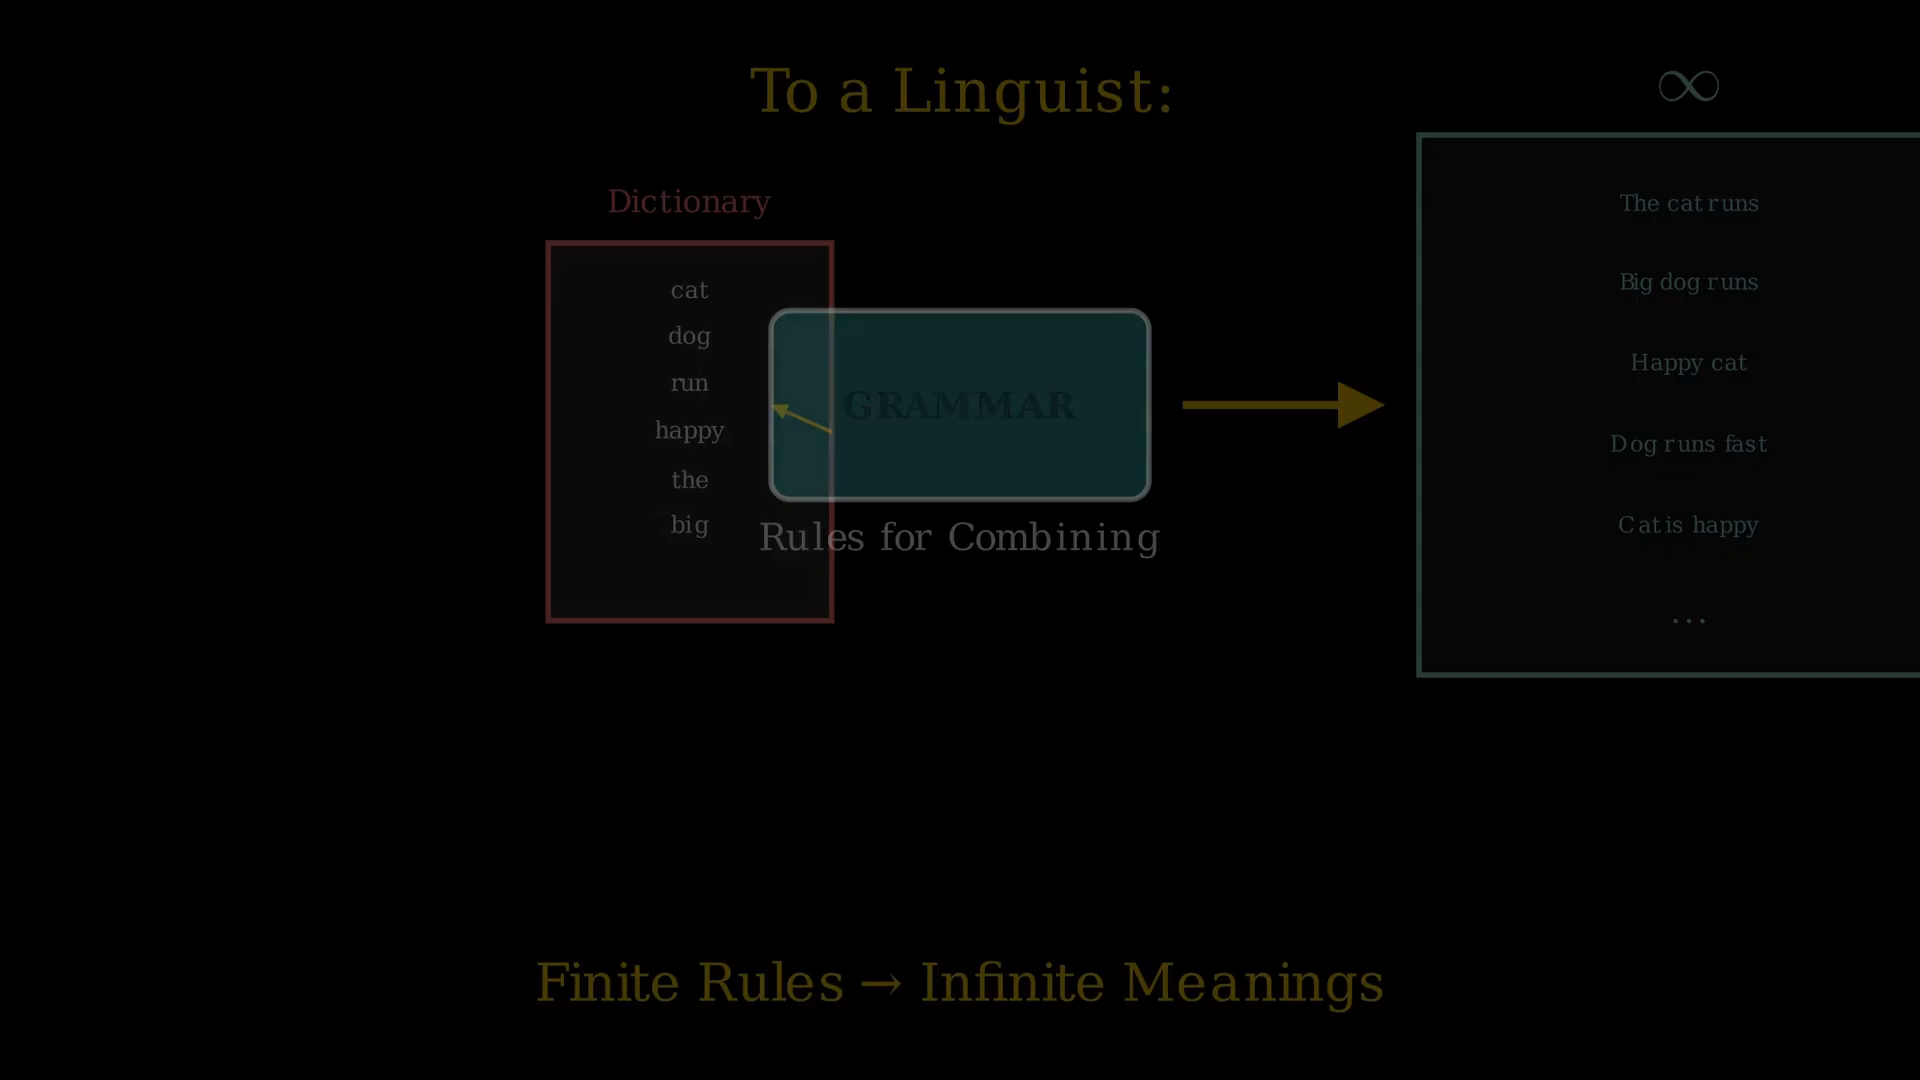 To a Linguist:
∞
Dictionary
cat
dog
run
happy
the
big
GRAMMAR
Rules for Combining
The cat runs
Big dog runs
Happy cat
Dog runs fast
Cat is happy
...
Finite Rules → Infinite Meanings